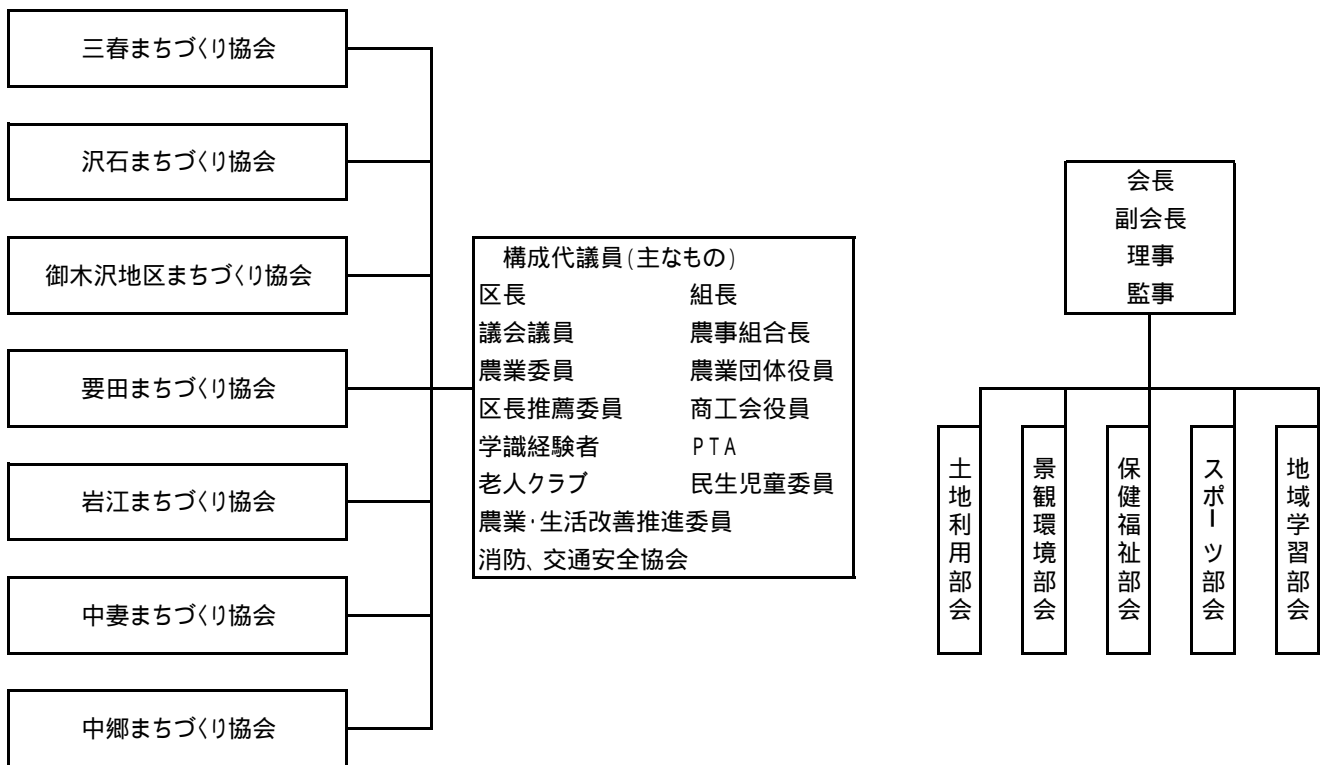 三春まちづくり協会
沢石まちづくり協会
御木沢地区まちづくり協会
要田まちづくり協会
岩江まちづくり協会
中妻まちづくり協会
中郷まちづくり協会
構成代議員(主なもの)
区長 組長
議会議員 農事組合長
農業委員 農業団体役員
区長推薦委員 商工会役員
学識経験者 PTA
老人クラブ 民生児童委員
農業・生活改善推進委員
消防、交通安全協会
会長
副会長
理事
監事
土地利用部会
景観環境部会
保健福祉部会
スポーツ部会
地域学習部会